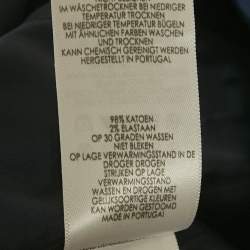 IM WÄSCHETROCKNER BEI NIEDRIGER
TEMPERATUR TROCKNEN
BEI NIEDRIGER TEMPERATUR BÜGELN
MIT ÄHNLICHEN FARBEN WASCHEN
UND TROCKNEN
KANN CHEMISCH GEREINIGT WERDEN
HERGESTELLT IN PORTUGAL
98% KATOEN
2% ELASTAAN
OP 30 GRADEN WASSEN
NIET BLEKEN
OP LAGE VERWARMINGSTAND IN DE
DROGER DROGEN
STRIJKEN OP LAGE
VERWARMINGSTAND
WASSEN EN DROGEN MET
GELIJKSOORTIGE KLEUREN
KAN WORDEN GESTOOMD
MADE IN PORTUGAL